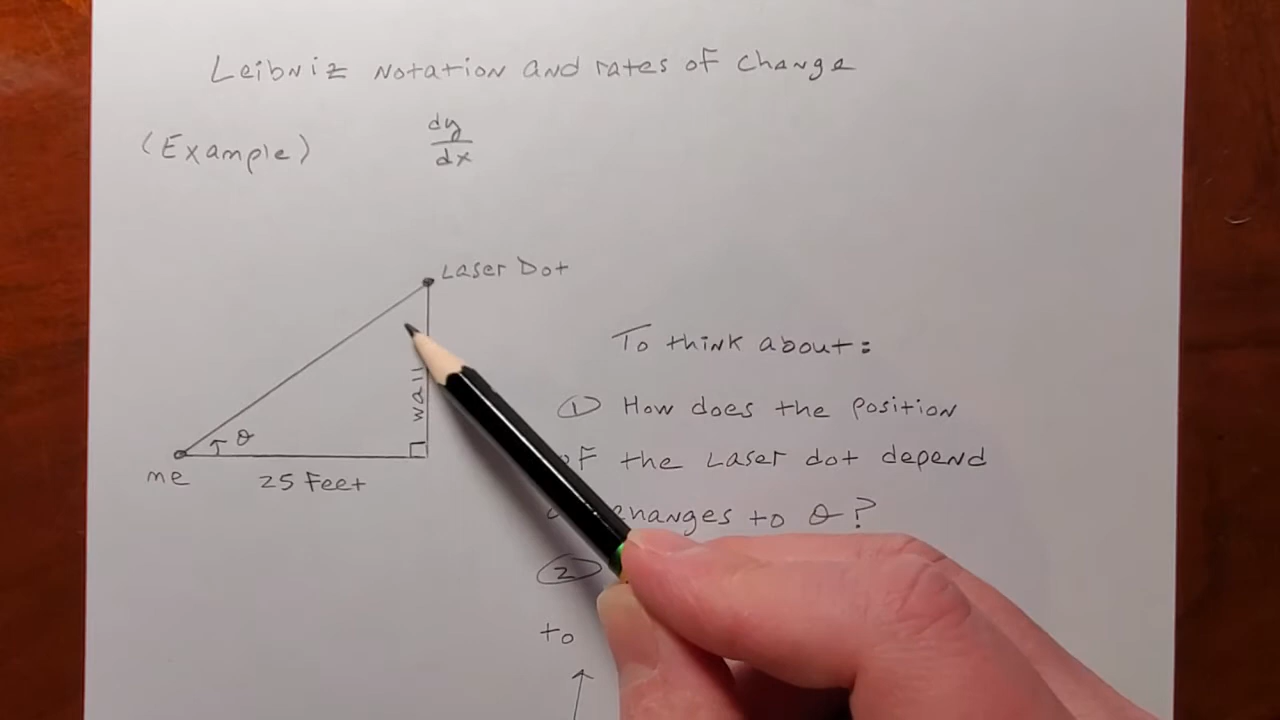 Leibniz notation and rates of change
(Example)
dy
dx
Laser Dot
wall
θ
me
25 Feet
To think about:
① How does the position
of the Laser dot depend
changes to θ?
②
to